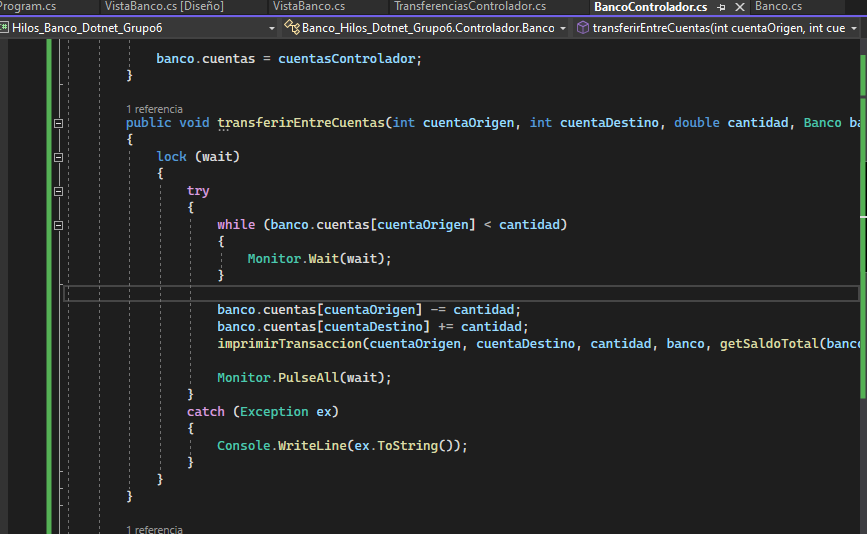 Program.cs VistaBanco.cs [Diseño] VistaBanco.cs TransferenciasControlador.cs BancoControlador.cs Banco.cs
Hilos_Banco_Dotnet_Grupo6 Banco_Hilos_Dotnet_Grupo6.Controlador.Banco transferirEntreCuentas(int cuentaOrigen, int cue
banco.cuentas = cuentasControlador;
}
1 referencia
public void transferirEntreCuentas(int cuentaOrigen, int cuentaDestino, double cantidad, Banco ba
{
lock (wait)
{
try
{
while (banco.cuentas[cuentaOrigen] < cantidad)
{
Monitor.Wait(wait);
}
banco.cuentas[cuentaOrigen] -= cantidad;
banco.cuentas[cuentaDestino] += cantidad;
imprimirTransaccion(cuentaOrigen, cuentaDestino, cantidad, banco, getSaldoTotal(banco
Monitor.PulseAll(wait);
}
catch (Exception ex)
{
Console.WriteLine(ex.ToString());
}
}
}
1 referencia